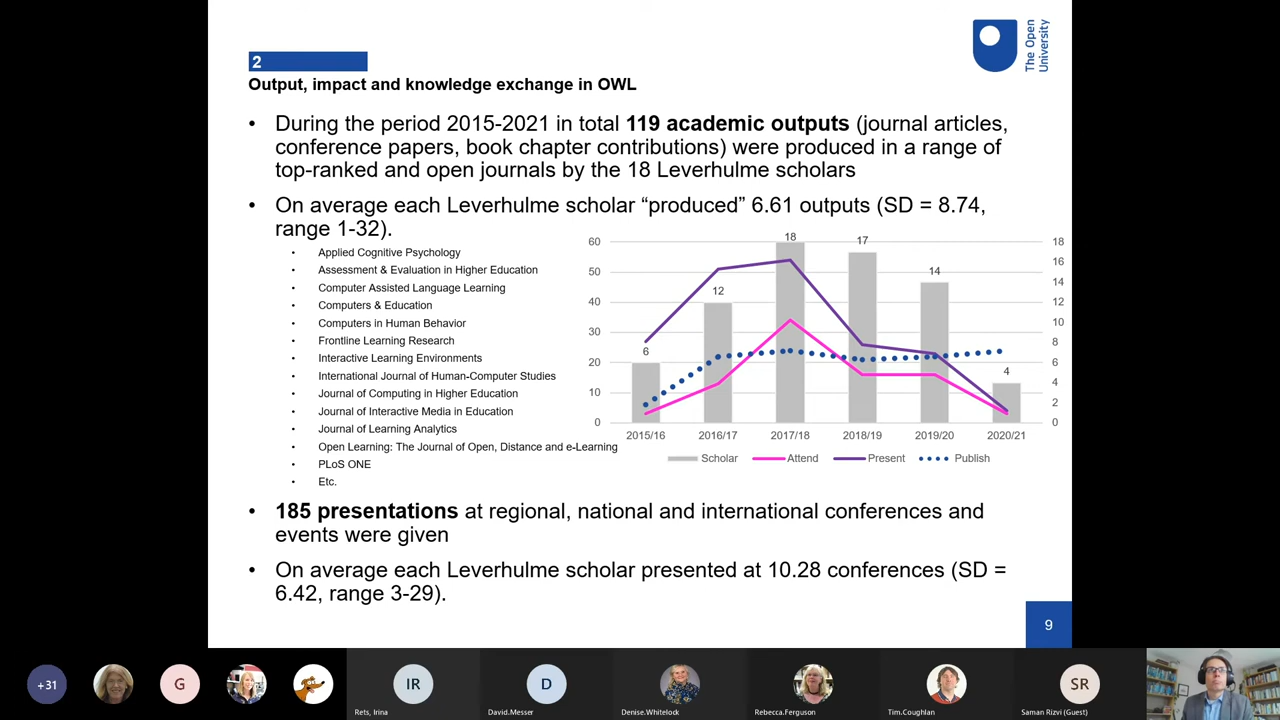 The Open
University
2
Output, impact and knowledge exchange in OWL
• During the period 2015-2021 in total 119 academic outputs (journal articles,
conference papers, book chapter contributions) were produced in a range of
top-ranked and open journals by the 18 Leverhulme scholars
• On average each Leverhulme scholar “produced” 6.61 outputs (SD = 8.74,
range 1-32).
• Applied Cognitive Psychology
• Assessment & Evaluation in Higher Education
• Computer Assisted Language Learning
• Computers & Education
• Computers in Human Behavior
• Frontline Learning Research
• Interactive Learning Environments
• International Journal of Human-Computer Studies
• Journal of Computing in Higher Education
• Journal of Interactive Media in Education
• Journal of Learning Analytics
• Open Learning: The Journal of Open, Distance and e-Learning
• PLoS ONE
• Etc.
60
50
40
30
20
10
0
6
12
18
17
14
4
18
16
14
12
10
8
6
4
2
0
2015/16 2016/17 2017/18 2018/19 2019/20 2020/21
Scholar Attend Present Publish
• 185 presentations at regional, national and international conferences and
events were given
• On average each Leverhulme scholar presented at 10.28 conferences (SD =
6.42, range 3-29).
9
+31
G
IR
D
SR
Rets, Irina
David.Messer
Denise.Whitelock
Rebecca.Ferguson
Tim.Coughlan
Saman Rizvi (Guest)